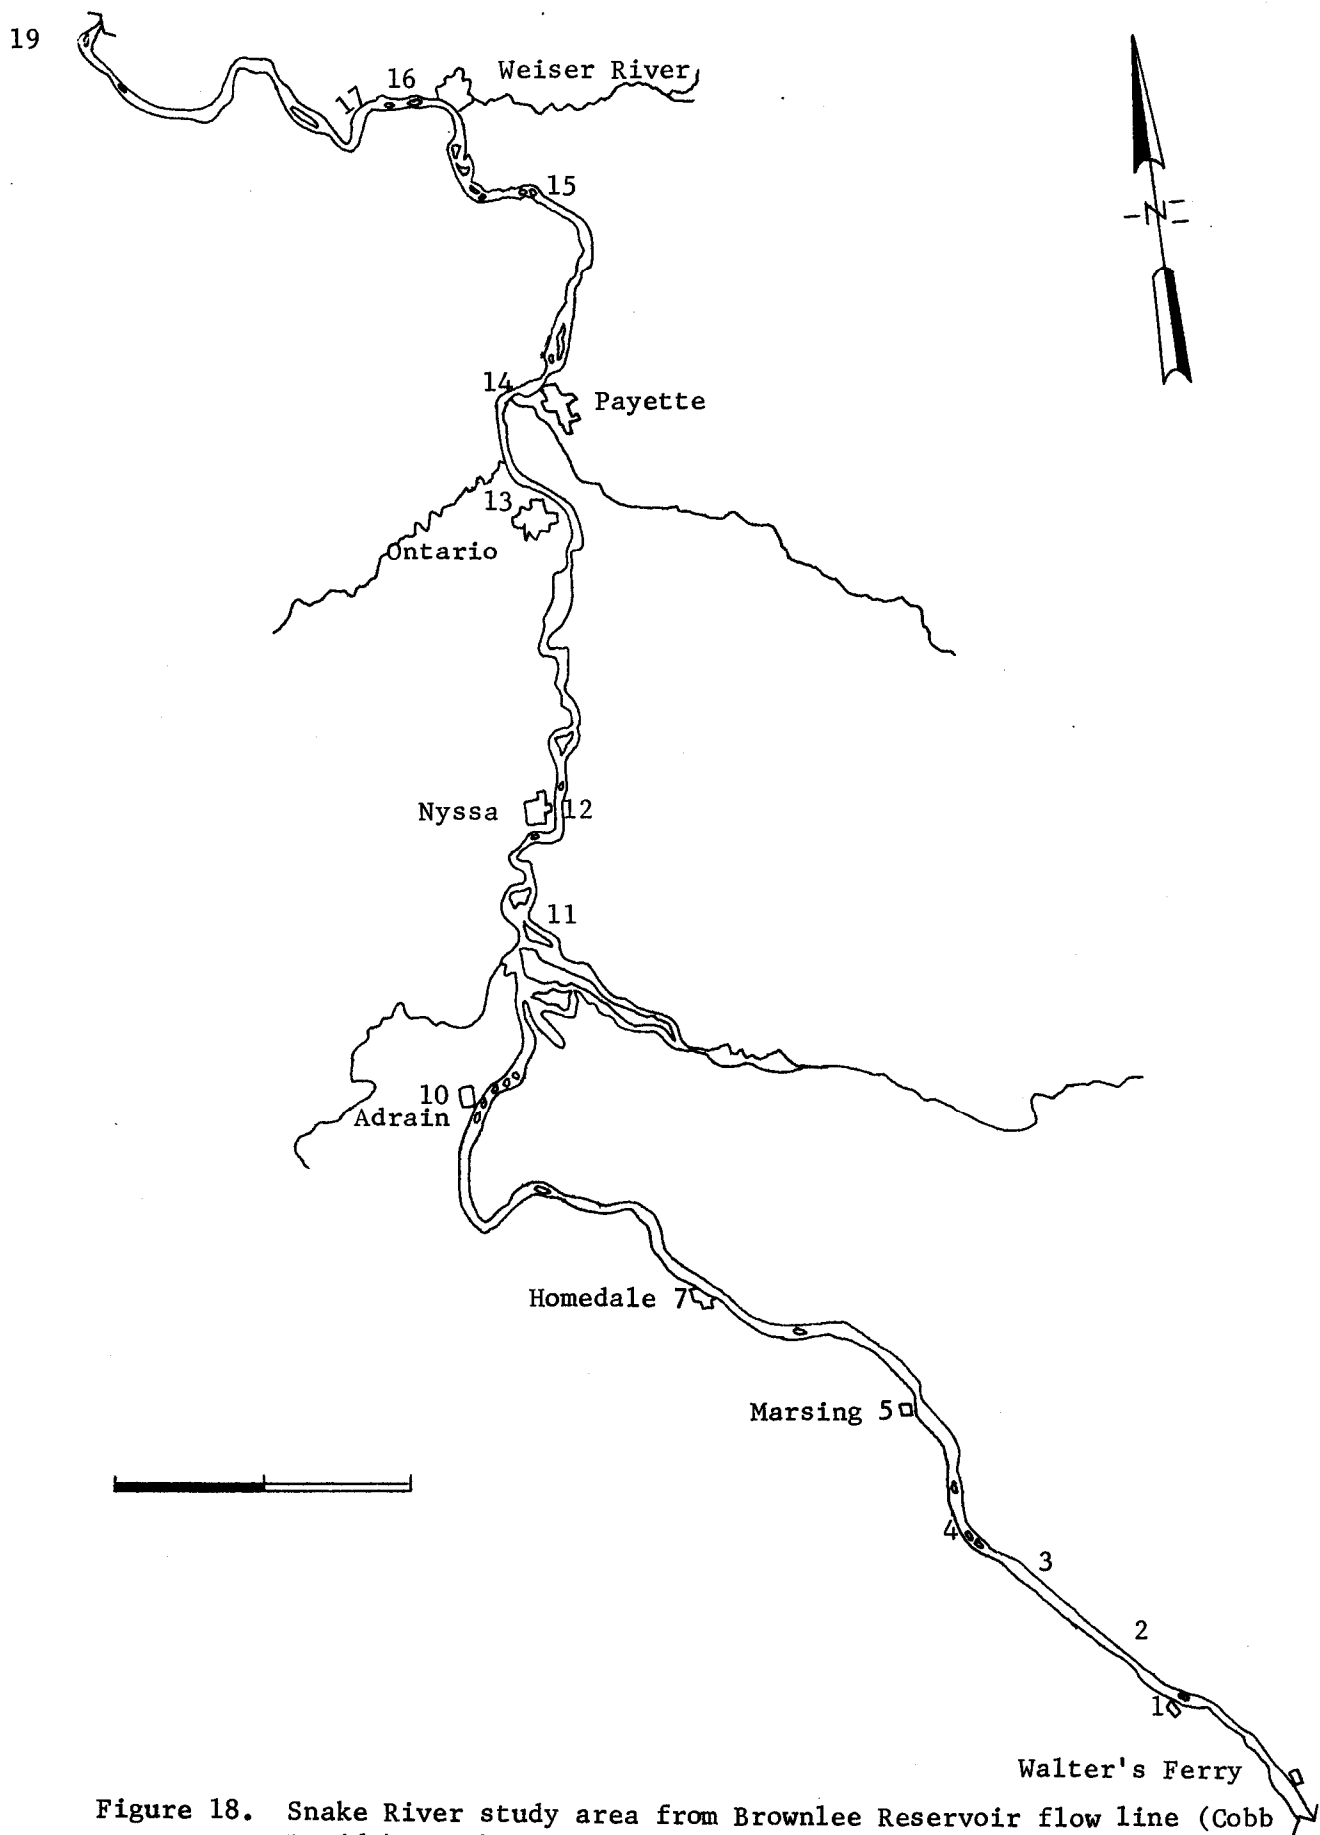 19
16
Weiser River
17
15
14
Payette
13
Ontario
N
Nyssa
12
11
10
Adrain
Homedale 7
Marsing 5
4
3
2
1
Walter's Ferry
Figure 18. Snake River study area from Brownlee Reservoir flow line (Cobb